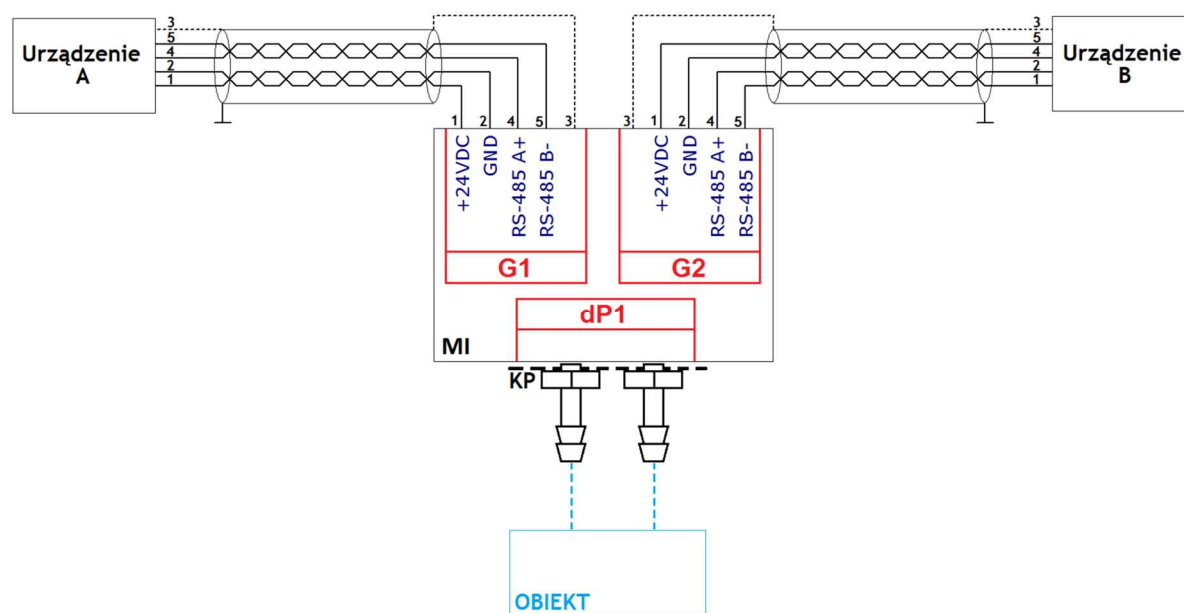 Urządzenie
A
3
5
4
2
1
3
5
4
2
1
Urządzenie
B
1
2
4
5
3
+24VDC
GND
RS-485 A+
RS-485 B-
G1
3
1
2
4
5
+24VDC
GND
RS-485 A+
RS-485 B-
G2
dP1
MI
KP
OBIEKT